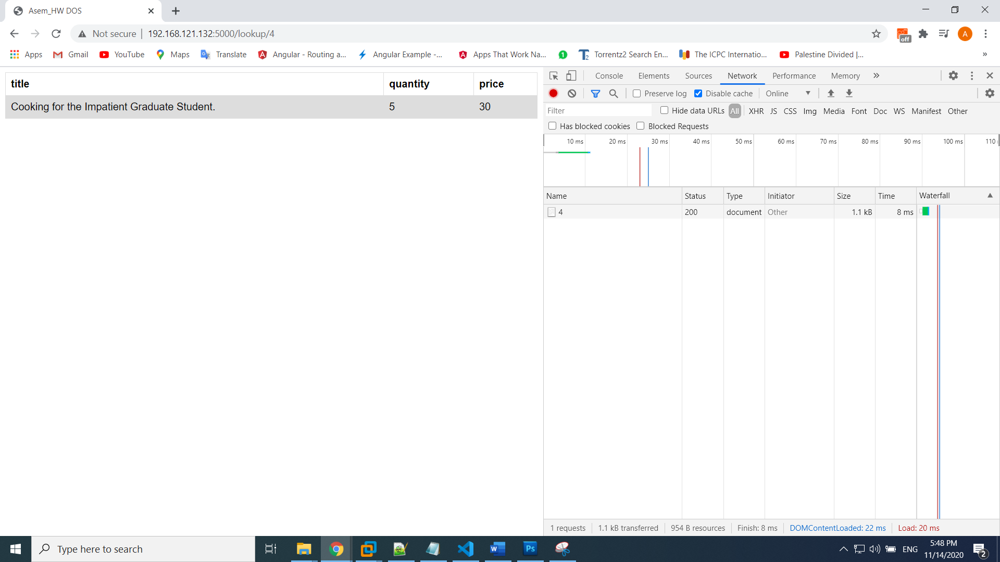 Asem_HW DOS
Not secure | 192.168.121.132:5000/lookup/4
off
A
Apps Gmail YouTube Maps Translate Angular - Routing a... Angular Example -... Apps That Work Na... 1 Torrentz2 Search En... The ICPC Internatio... Palestine Divided |... »
title quantity price
Cooking for the Impatient Graduate Student. 5 30
Console Elements Sources Network Performance Memory »
Preserve log Disable cache Online
Filter Hide data URLs All XHR JS CSS Img Media Font Doc WS Manifest Other
Has blocked cookies Blocked Requests
10 ms 20 ms 30 ms 40 ms 50 ms 60 ms 70 ms 80 ms 90 ms 100 ms 110
Name Status Type Initiator Size Time Waterfall
4 200 document Other 1.1 kB 8 ms
1 requests 1.1 kB transferred 954 B resources Finish: 8 ms DOMContentLoaded: 22 ms Load: 20 ms
Type here to search
W
Ps
ENG
5:48 PM
11/14/2020
2